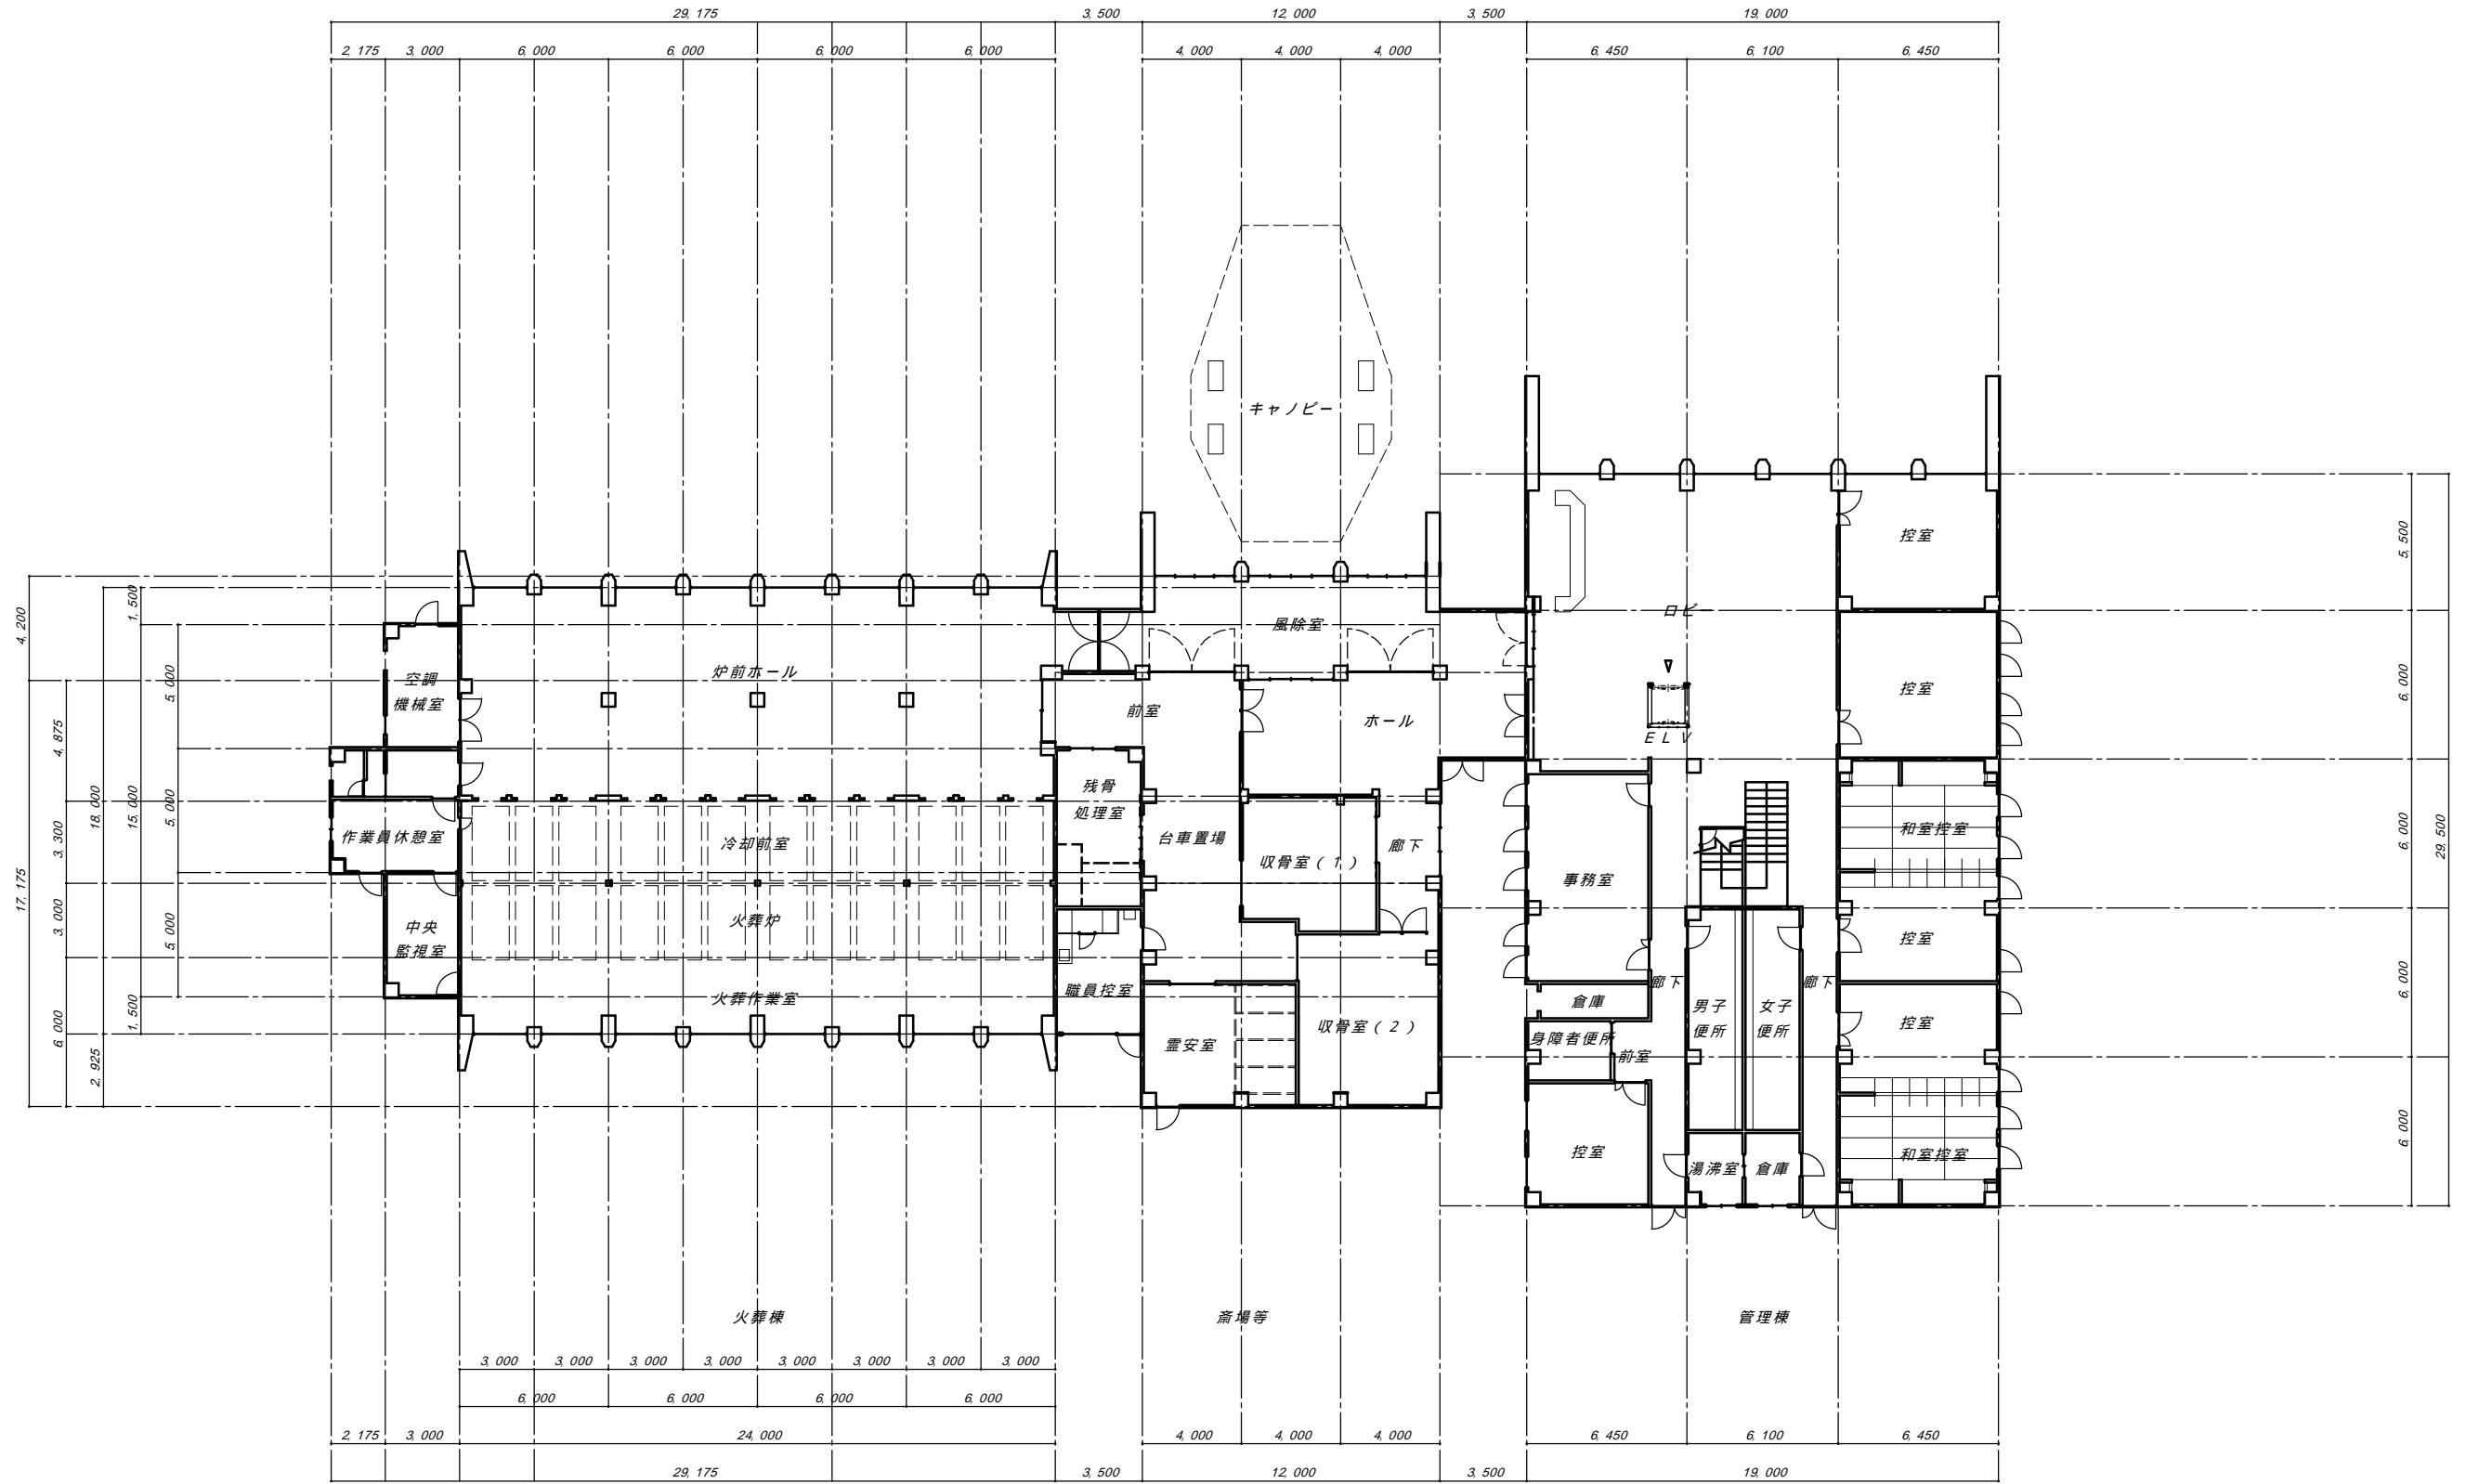 29,175 3,500 12,000 3,500 19,000
2,175 3,000 6,000 6,000 6,000 6,000 4,000 4,000 4,000 6,450 6,100 6,450
キャノピー
控室
ロビー
風除室
炉前ホール
空調
機械室
前室
ホール
控室
ELV
残骨
処理室
作業員休憩室
冷却前室
台車置場
収骨室(1)
廊下
和室控室
事務室
火葬炉
中央
監視室
控室
職員控室
火葬作業室
廊下
廊下
倉庫
男子
便所
女子
便所
収骨室(2)
控室
霊安室
身障者便所
前室
控室
湯沸室
倉庫
和室控室
4,200
17,175
4,875
3,300
3,000
6,000
18,000
2,925
1,500
15,000
1,500
5,000
5,000
5,000
5,500
6,000
6,000
6,000
6,000
29,500
火葬棟
斎場等
管理棟
3,000 3,000 3,000 3,000 3,000 3,000 3,000 3,000
6,000 6,000 6,000 6,000
2,175 3,000 24,000 4,000 4,000 4,000 6,450 6,100 6,450
29,175 3,500 12,000 3,500 19,000